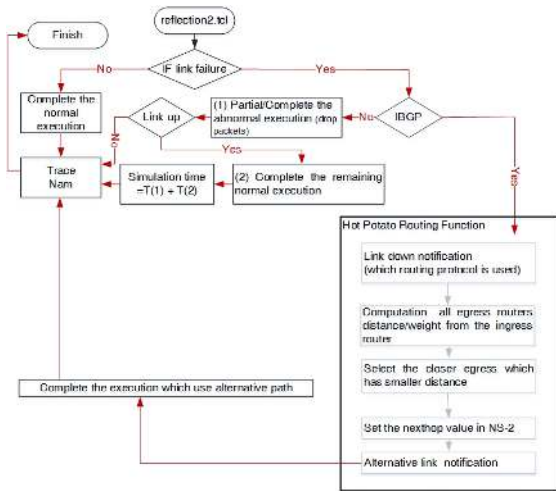 reflection2.tcl
Finish
IF link failure
No
Yes
Complete the
normal
execution
Link up
(1) Partial/Complete the
abnormal execution (drop
packets)
No
IBGP
No
Yes
Yes
Trace
Nam
Simulation time
=T(1) + T(2)
(2) Complete the remaining
normal execution
Hot Potato Routing Function
Link down notification
(which routing protocol is used)
Computation all egress routers
distance/weight from the ingress
router
Select the closer egress which
has smaller distance
Complete the execution which use alternative path
Set the nexthop value in NS-2
Alternative link notification